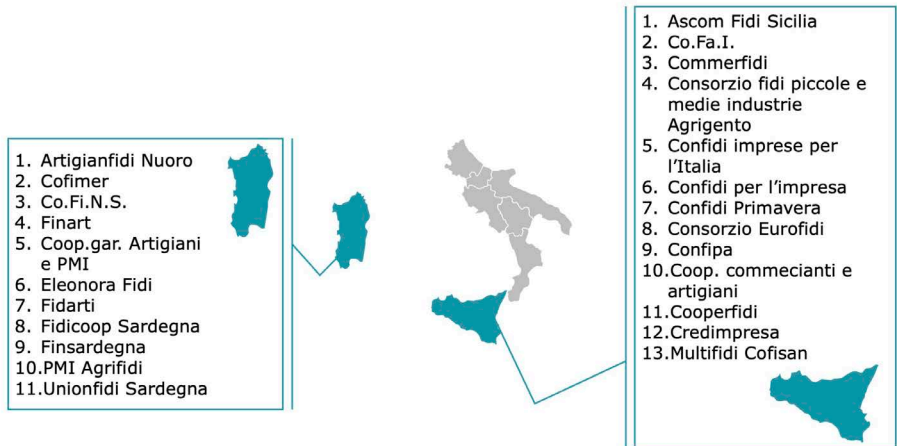 1. Artigianfidi Nuoro
2. Cofimer
3. Co.Fi.N.S.
4. Finart
5. Coop.gar. Artigiani
e PMI
6. Eleonora Fidi
7. Fidarti
8. Fidicoop Sardegna
9. Finsardegna
10.PMI Agrifidi
11.Unionfidi Sardegna
1. Ascom Fidi Sicilia
2. Co.Fa.I.
3. Commerfidi
4. Consorzio fidi piccole e
medie industrie
Agrigento
5. Confidi imprese per
l'Italia
6. Confidi per l'impresa
7. Confidi Primavera
8. Consorzio Eurofidi
9. Confipa
10.Coop. commecianti e
artigiani
11.Cooperfidi
12.Credimpresa
13.Multifidi Cofisan